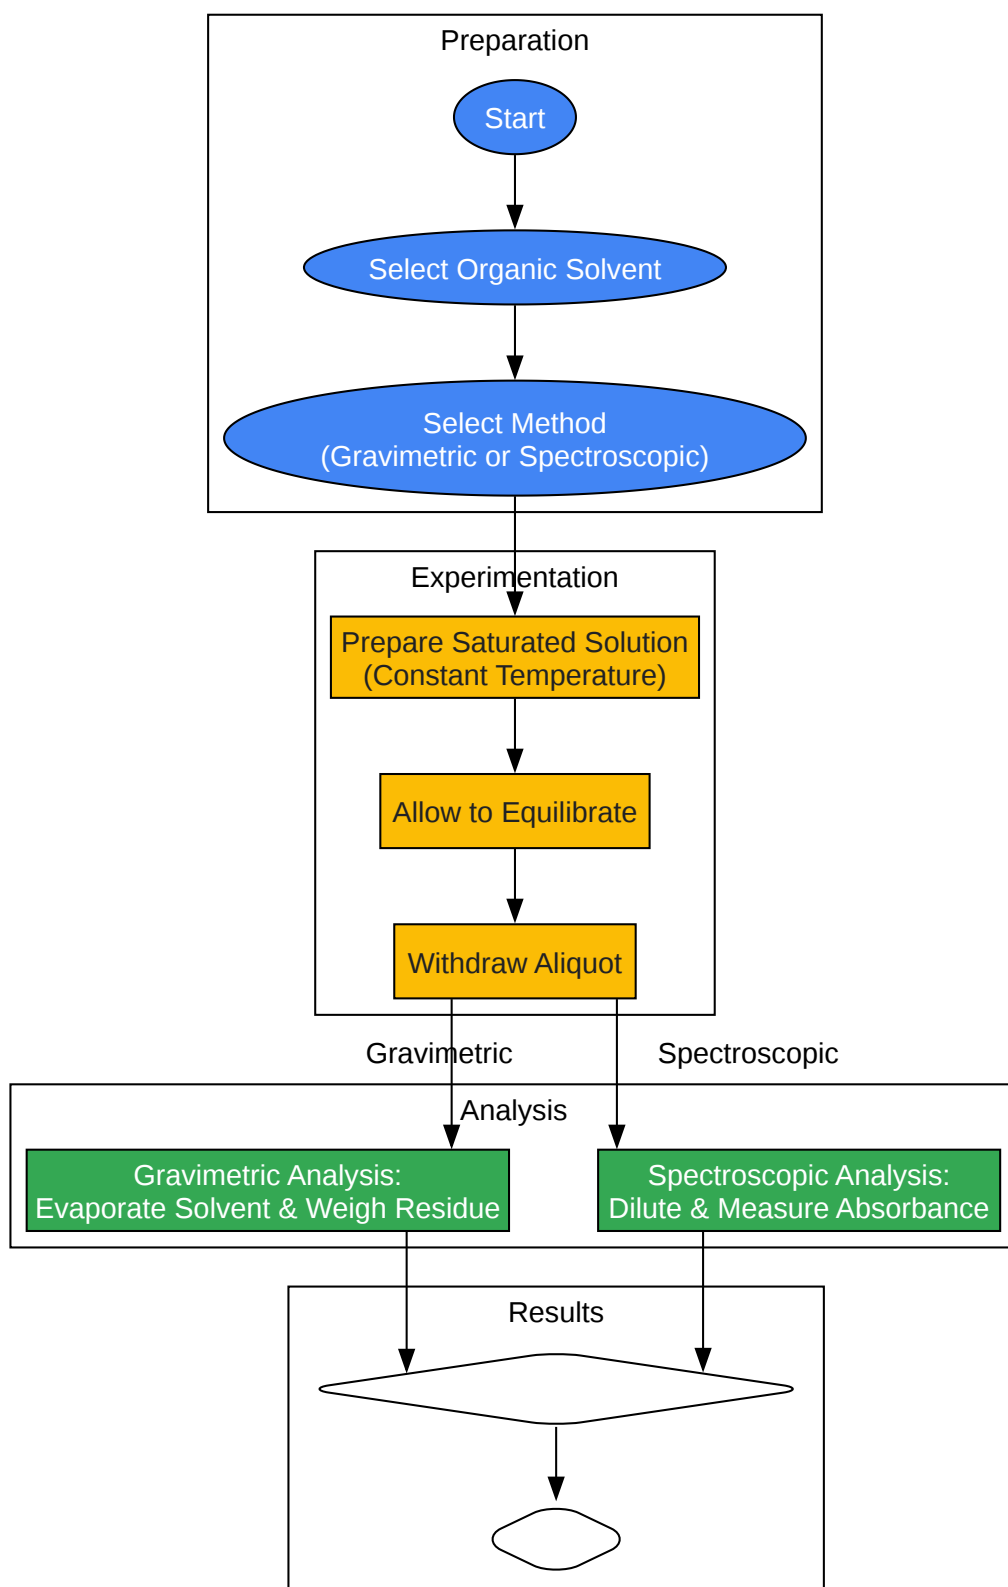 Preparation
Start
Select Organic Solvent
Select Method
(Gravimetric or Spectroscopic)
Experimentation
Prepare Saturated Solution
(Constant Temperature)
Allow to Equilibrate
Withdraw Aliquot
Gravimetric
Spectroscopic
Analysis
Gravimetric Analysis:
Evaporate Solvent & Weigh Residue
Spectroscopic Analysis:
Dilute & Measure Absorbance
Results